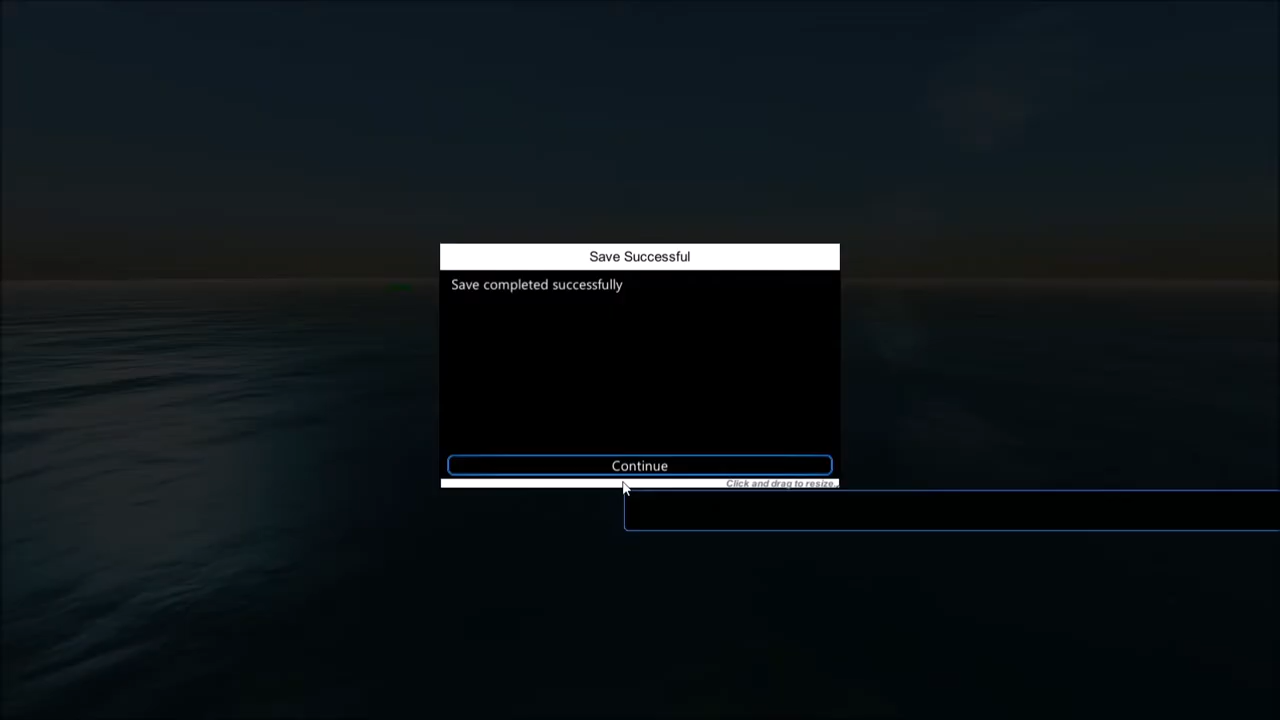 Save Successful
Save completed successfully
Continue
Click and drag to resize..